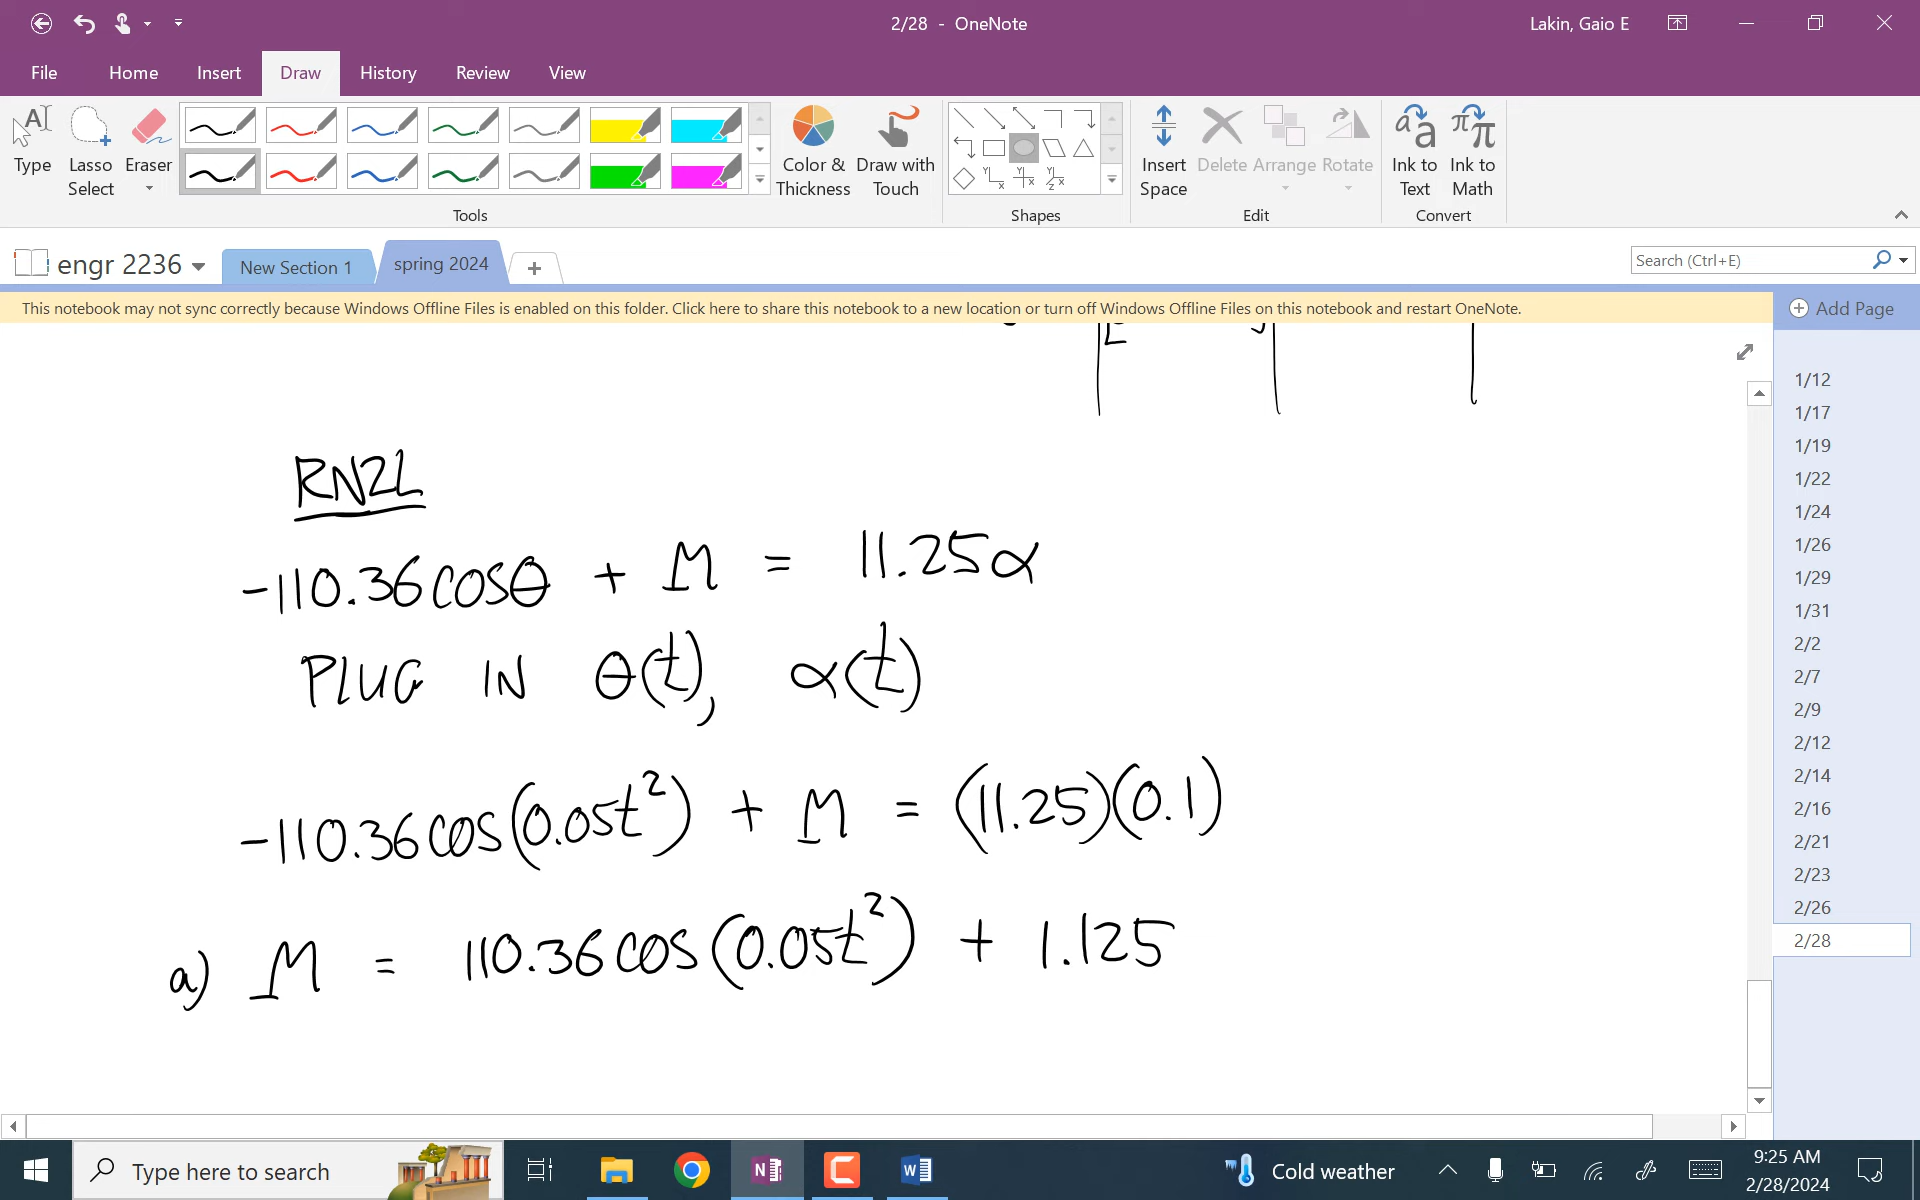 2/28 - OneNote
Lakin, Gaio E
File Home Insert Draw History Review View
Type
Lasso Select
Eraser
Color & Thickness
Draw with Touch
Insert Space
Delete
Arrange
Rotate
Ink to Text
Ink to Math
Tools
Shapes
Edit
Convert
engr 2236
New Section 1
spring 2024
Search (Ctrl+E)
This notebook may not sync correctly because Windows Offline Files is enabled on this folder. Click here to share this notebook to a new location or turn off Windows Offline Files on this notebook and restart OneNote.
Add Page
1/12
1/17
1/19
1/22
1/24
1/26
1/29
1/31
2/2
2/7
2/9
2/12
2/14
2/16
2/21
2/23
2/26
2/28
RN2L
-110.36cosθ + M = 11.25α
PLUG IN θ(t), α(t)
-110.36cos(0.05t²) + M = (11.25)(0.1)
a) M = 110.36cos(0.05t²) + 1.125
Type here to search
Cold weather
9:25 AM
2/28/2024